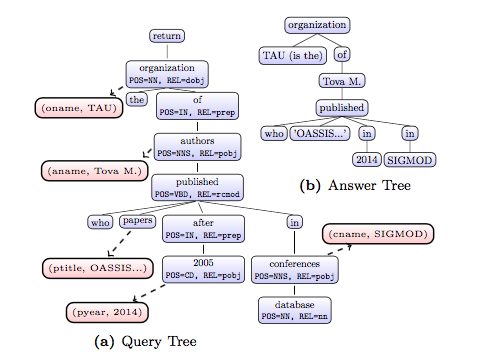 return
organization
POS=NN, REL=dobj
(oname, TAU)
the
of
POS=IN, REL=prep
authors
POS=NNS, REL=pobj
(aname, Tova M.)
published
POS=VBD, REL=rcmod
who
papers
after
POS=IN, REL=prep
in
(ptitle, OASSIS...)
2005
POS=CD, REL=pobj
conferences
POS=NNS, REL=pobj
(cname, SIGMOD)
(pyear, 2014)
database
POS=NN, REL=nn
(a) Query Tree
organization
TAU (is the)
of
Tova M.
published
who
'OASSIS...'
in
in
2014
SIGMOD
(b) Answer Tree